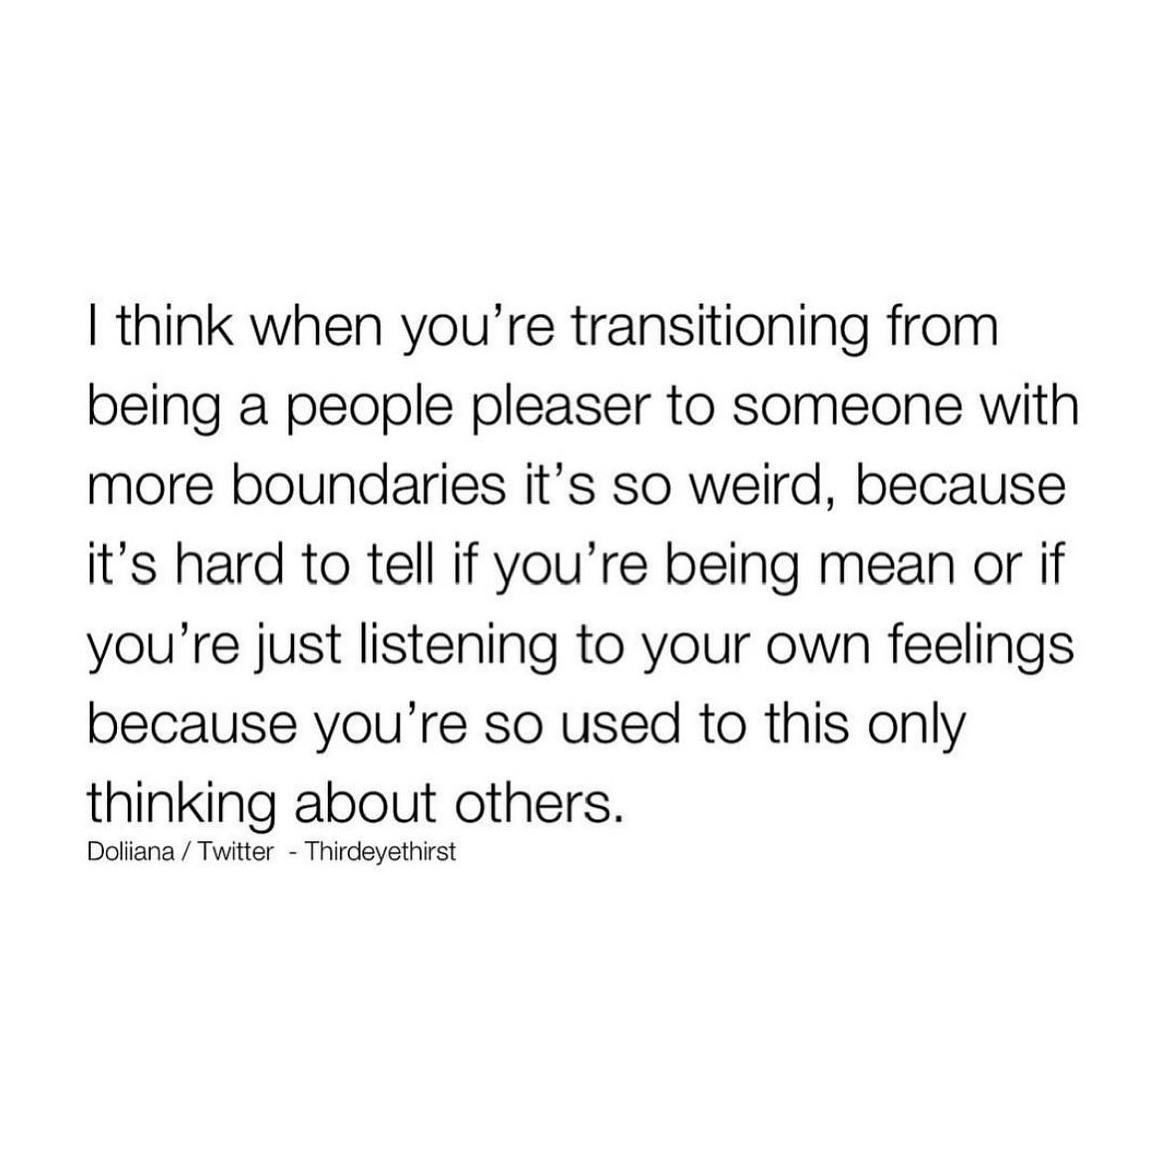 I think when you’re transitioning from
being a people pleaser to someone with
more boundaries it’s so weird, because
it’s hard to tell if you’re being mean or if
you’re just listening to your own feelings
because you’re so used to this only
thinking about others.
Doliiana / Twitter - Thirdeyethirst